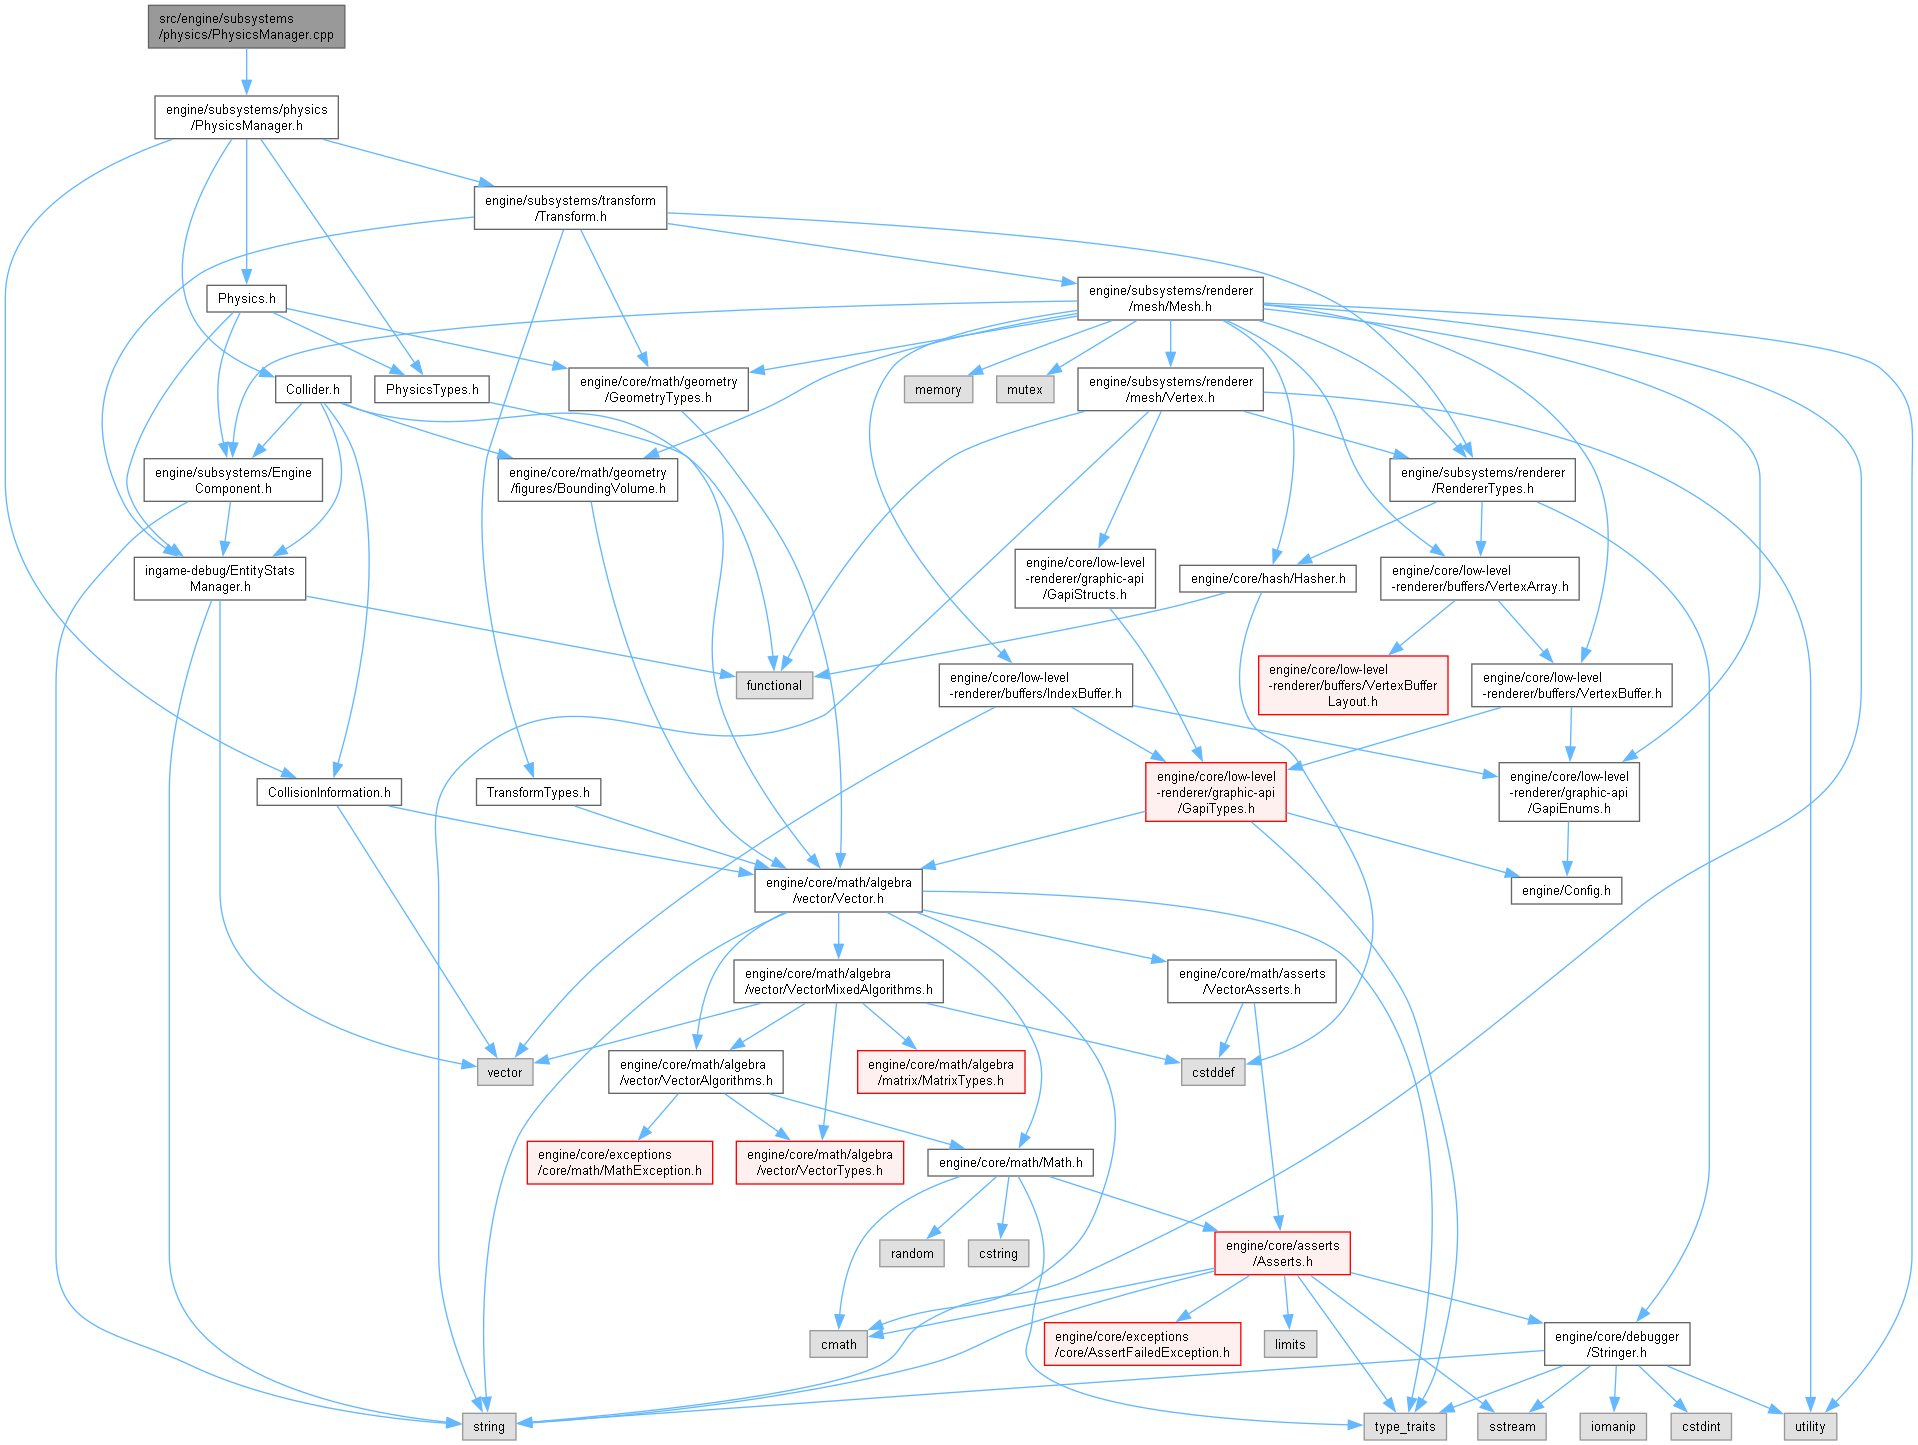 src/engine/subsystems
/physics/PhysicsManager.cpp
engine/subsystems/physics
/PhysicsManager.h
engine/subsystems/transform
/Transform.h
Physics.h
engine/subsystems/renderer
/mesh/Mesh.h
Collider.h
PhysicsTypes.h
engine/core/math/geometry
/GeometryTypes.h
memory
mutex
engine/subsystems/renderer
/mesh/Vertex.h
engine/subsystems/Engine
Component.h
engine/core/math/geometry
/figures/BoundingVolume.h
engine/subsystems/renderer
/RendererTypes.h
ingame-debug/EntityStats
Manager.h
engine/core/low-level
-renderer/graphic-api
/GapiStructs.h
engine/core/hash/Hasher.h
engine/core/low-level
-renderer/buffers/VertexArray.h
functional
engine/core/low-level
-renderer/buffers/IndexBuffer.h
engine/core/low-level
-renderer/buffers/VertexBuffer
Layout.h
engine/core/low-level
-renderer/buffers/VertexBuffer.h
CollisionInformation.h
TransformTypes.h
engine/core/low-level
-renderer/graphic-api
/GapiTypes.h
engine/core/low-level
-renderer/graphic-api
/GapiEnums.h
engine/core/math/algebra
/vector/Vector.h
engine/Config.h
engine/core/math/algebra
/vector/VectorMixedAlgorithms.h
engine/core/math/asserts
/VectorAsserts.h
vector
engine/core/math/algebra
/vector/VectorAlgorithms.h
engine/core/math/algebra
/matrix/MatrixTypes.h
cstddef
engine/core/exceptions
/core/math/MathException.h
engine/core/math/algebra
/vector/VectorTypes.h
engine/core/math/Math.h
random
cstring
engine/core/asserts
/Asserts.h
cmath
engine/core/exceptions
/core/AssertFailedException.h
limits
engine/core/debugger
/Stringer.h
string
type_traits
sstream
iomanip
cstdint
utility